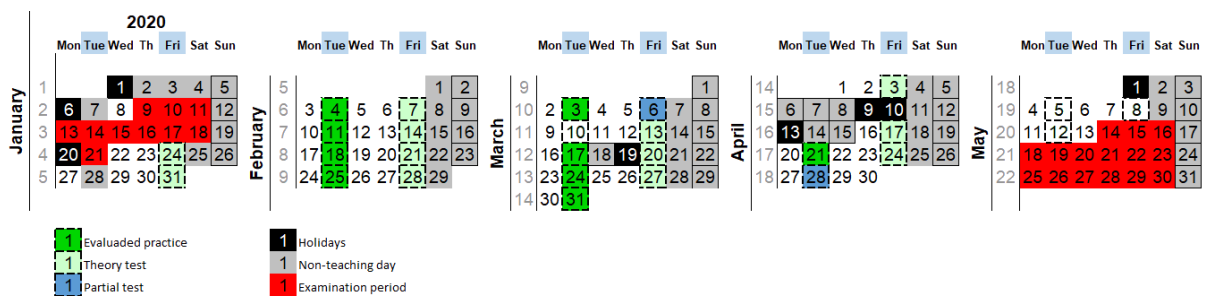 2020
January
Mon Tue Wed Th Fri Sat Sun
1 1 2 3 4 5
2 6 7 8 9 10 11 12
3 13 14 15 16 17 18 19
4 20 21 22 23 24 25 26
5 27 28 29 30 31
February
Mon Tue Wed Th Fri Sat Sun
5 1 2
6 3 4 5 6 7 8 9
7 10 11 12 13 14 15 16
8 17 18 19 20 21 22 23
9 24 25 26 27 28 29
March
Mon Tue Wed Th Fri Sat Sun
9 1
10 2 3 4 5 6 7 8
11 9 10 11 12 13 14 15
12 16 17 18 19 20 21 22
13 23 24 25 26 27 28 29
14 30 31
April
Mon Tue Wed Th Fri Sat Sun
14 1 2 3 4 5
15 6 7 8 9 10 11 12
16 13 14 15 16 17 18 19
17 20 21 22 23 24 25 26
18 27 28 29 30
May
Mon Tue Wed Th Fri Sat Sun
18 1 2 3
19 4 5 6 7 8 9 10
20 11 12 13 14 15 16 17
21 18 19 20 21 22 23 24
22 25 26 27 28 29 30 31
1 Evaluaded practice
1 Theory test
1 Partial test
1 Holidays
1 Non-teaching day
1 Examination period